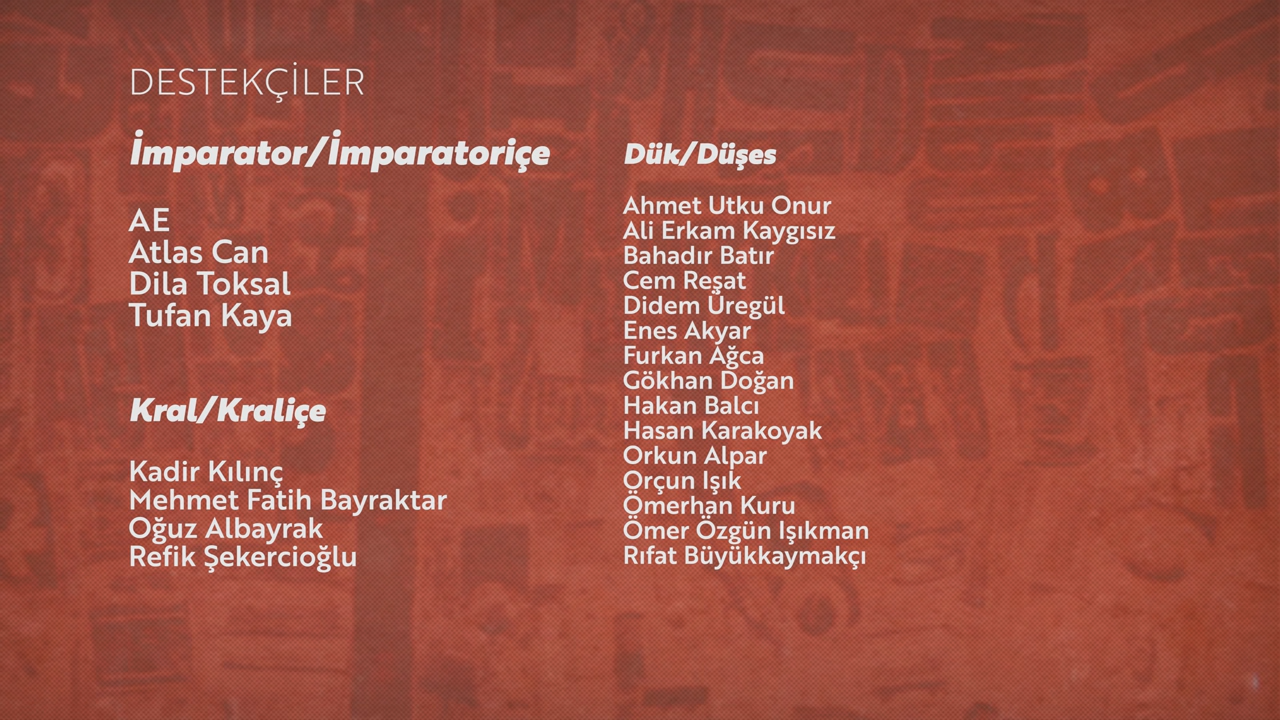 DESTEKÇİLER
İmparator/İmparatoriçe
AE
Atlas Can
Dila Toksal
Tufan Kaya
Kral/Kraliçe
Kadir Kılınç
Mehmet Fatih Bayraktar
Oğuz Albayrak
Refik Şekercioğlu
Dük/Düşes
Ahmet Utku Onur
Ali Erkam Kaygısız
Bahadır Batır
Cem Reşat
Didem Üregül
Enes Akyar
Furkan Ağca
Gökhan Doğan
Hakan Balcı
Hasan Karakoyak
Orkun Alpar
Orçun Işık
Ömerhan Kuru
Ömer Özgün Işıkman
Rıfat Büyükkaymakçı